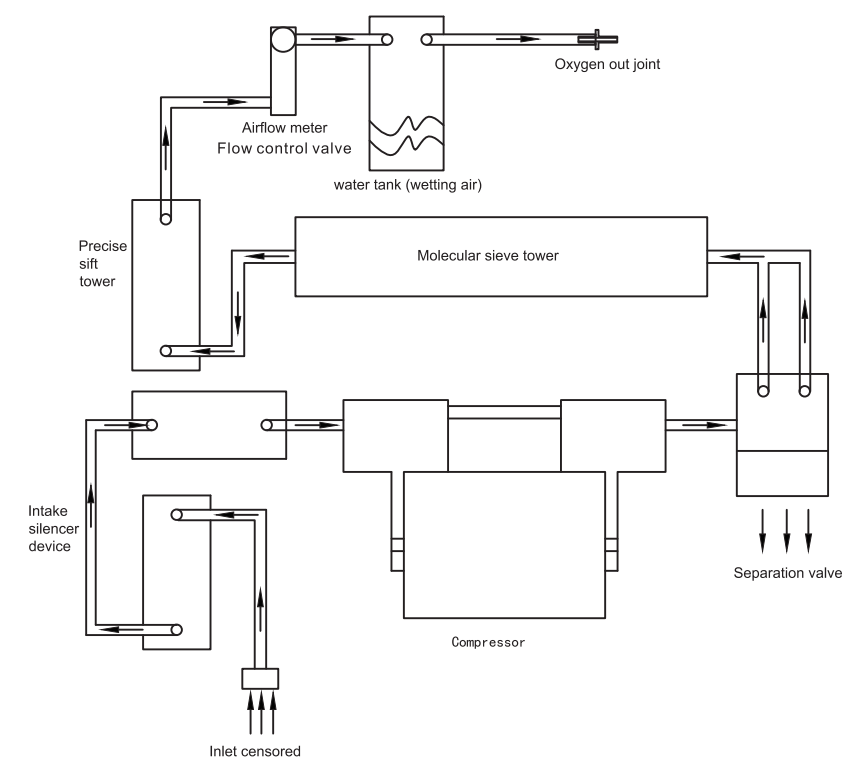 Oxygen out joint
Airflow meter
Flow control valve
water tank (wetting air)
Precise
sift
tower
Molecular sieve tower
Intake
silencer
device
Separation valve
Compressor
Inlet censored